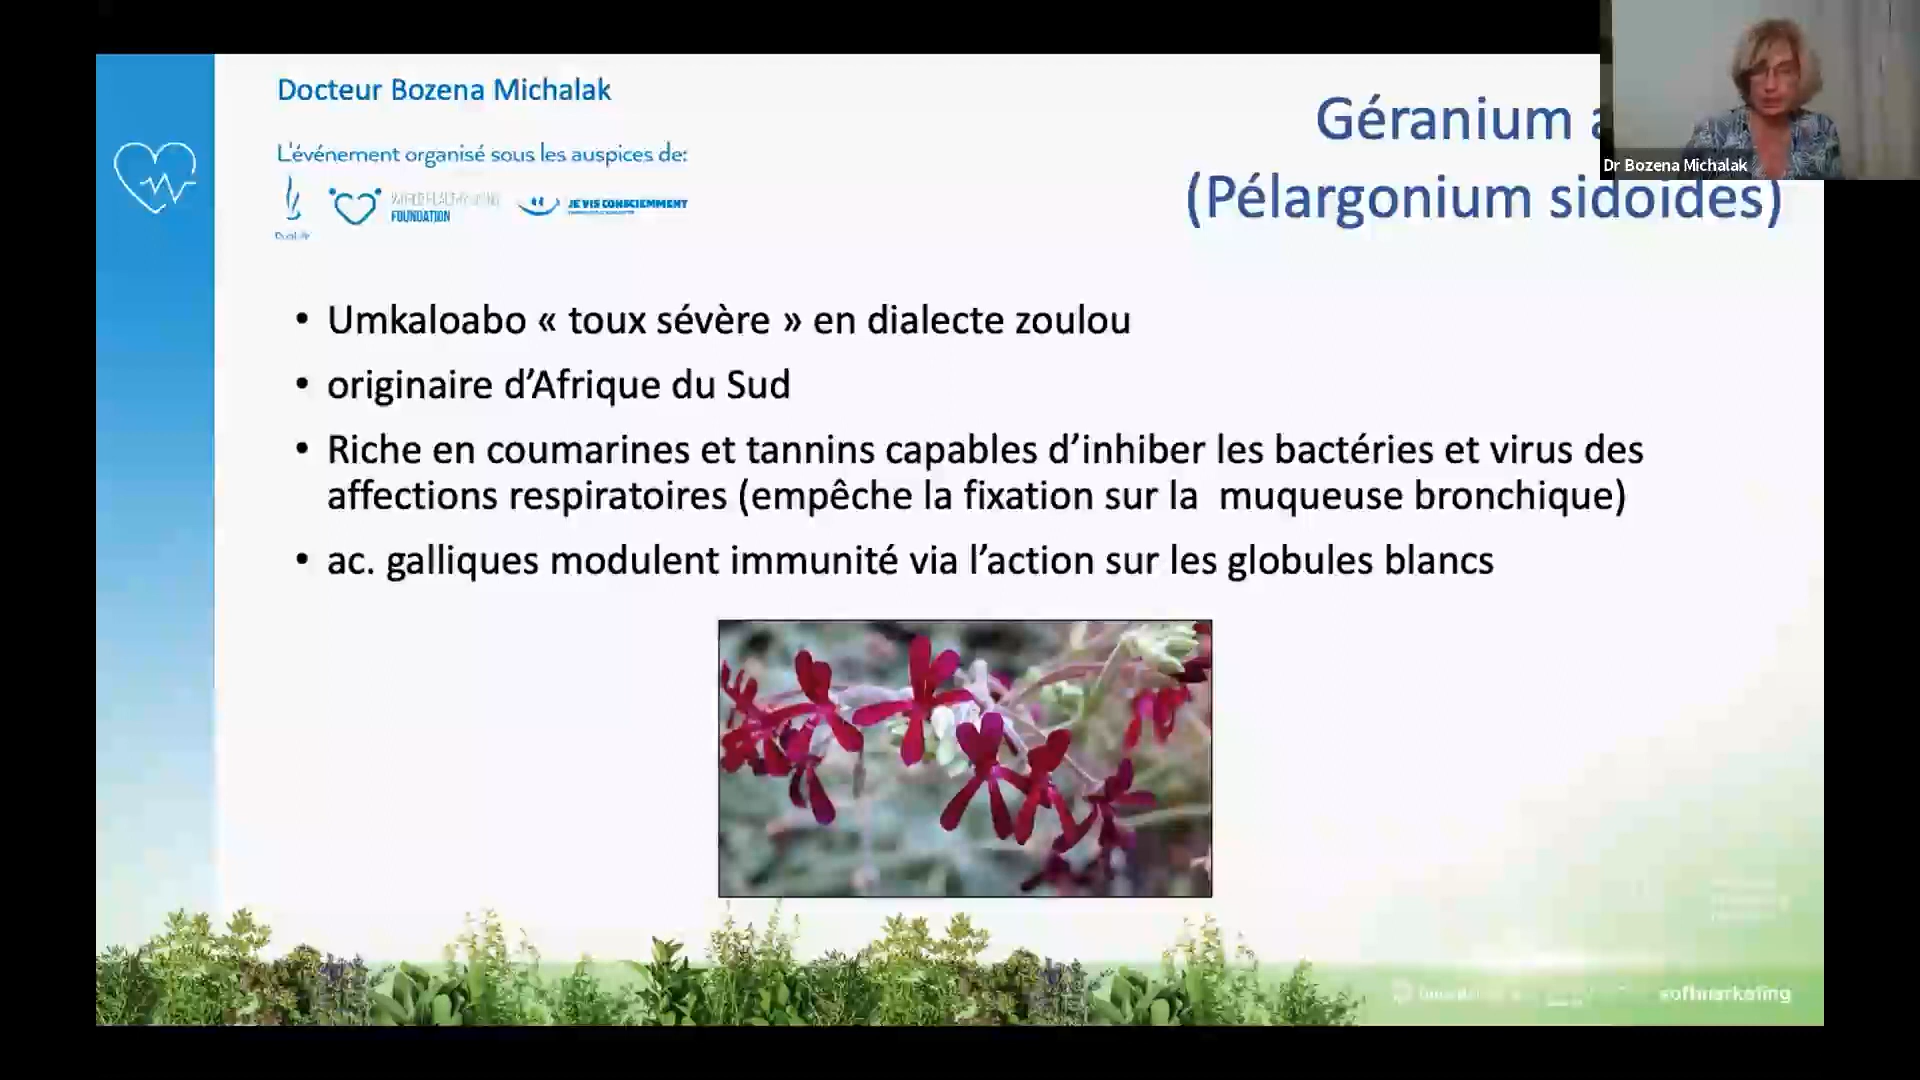 Docteur Bozena Michalak
L'événement organisé sous les auspices de:
WORLD HEALTHY LIVING
FOUNDATION
JE VIS CONSCIEMMENT
Géranium
(Pélargonium sidoïdes)
Dr Bozena Michalak
• Umkaloabo « toux sévère » en dialecte zoulou
• originaire d’Afrique du Sud
• Riche en coumarines et tannins capables d’inhiber les bactéries et virus des
affections respiratoires (empêche la fixation sur la muqueuse bronchique)
• ac. galliques modulent immunité via l’action sur les globules blancs
softmarketing